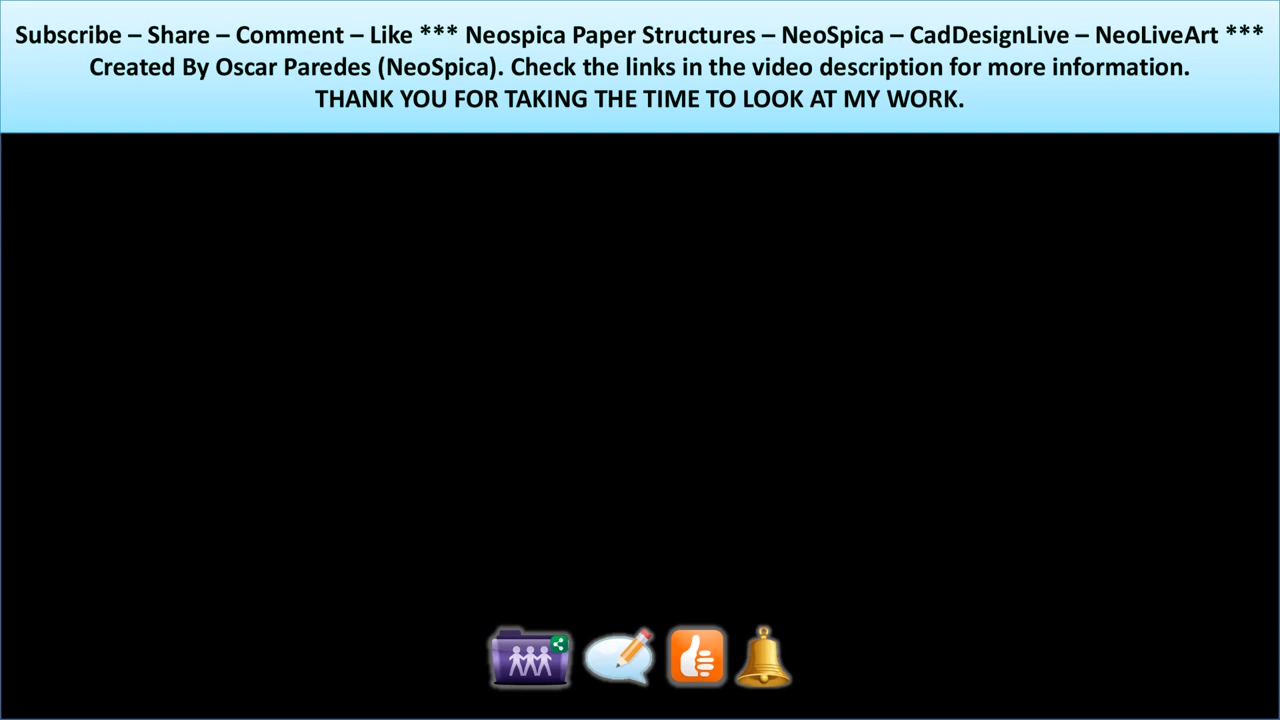 Subscribe – Share – Comment – Like *** Neospica Paper Structures – NeoSpica – CadDesignLive – NeoLiveArt ***
Created By Oscar Paredes (NeoSpica). Check the links in the video description for more information.
THANK YOU FOR TAKING THE TIME TO LOOK AT MY WORK.